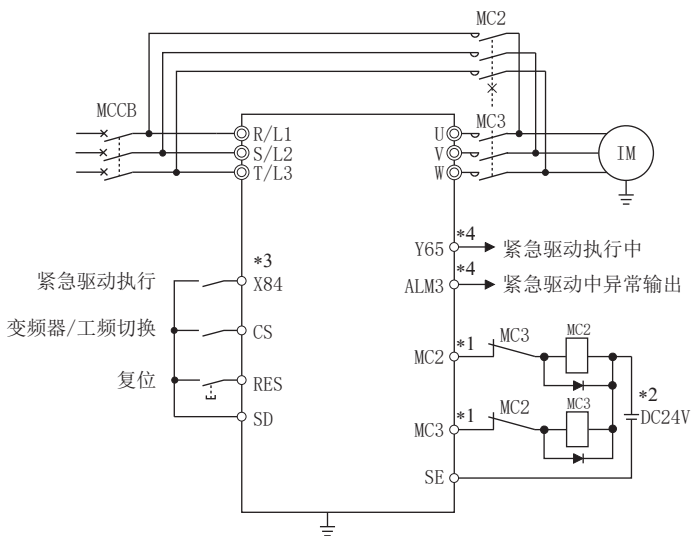 MC2
MCCB
MC3
R/L1
S/L2
T/L3
U
V
W
IM
*4
Y65
紧急驱动执行中
*3
紧急驱动执行
X84
*4
ALM3
紧急驱动中异常输出
变频器/工频切换
CS
*1
MC2
MC3
MC2
*2
DC24V
复位
RES
SD
*1
MC3
MC2
MC3
SE